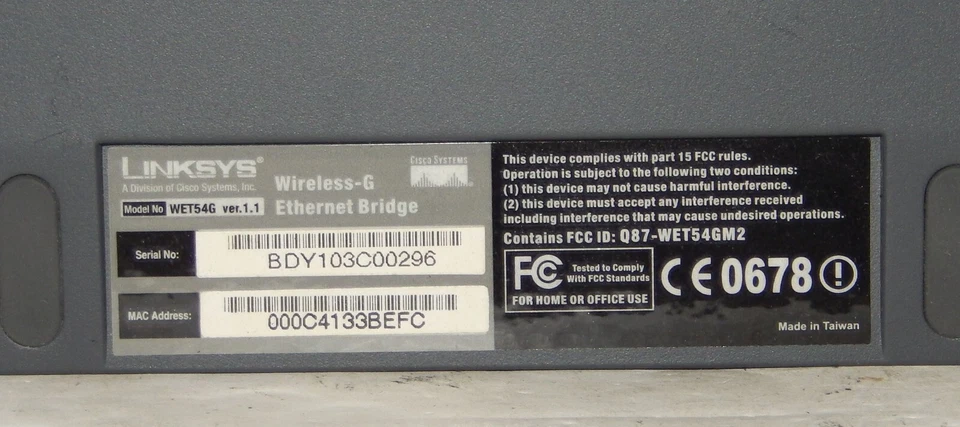 LINKSYS®
A Division of Cisco Systems, Inc.
CISCO SYSTEMS
Wireless-G
Ethernet Bridge
Model No WET54G ver.1.1
Serial No:
BDY103C00296
MAC Address:
000C4133BEFC
This device complies with part 15 FCC rules.
Operation is subject to the following two conditions:
(1) this device may not cause harmful interference.
(2) this device must accept any interference received
including interference that may cause undesired operations.
Contains FCC ID: Q87-WET54GM2
FC Tested to Comply
With FCC Standards
FOR HOME OR OFFICE USE
CE 0678
Made in Taiwan